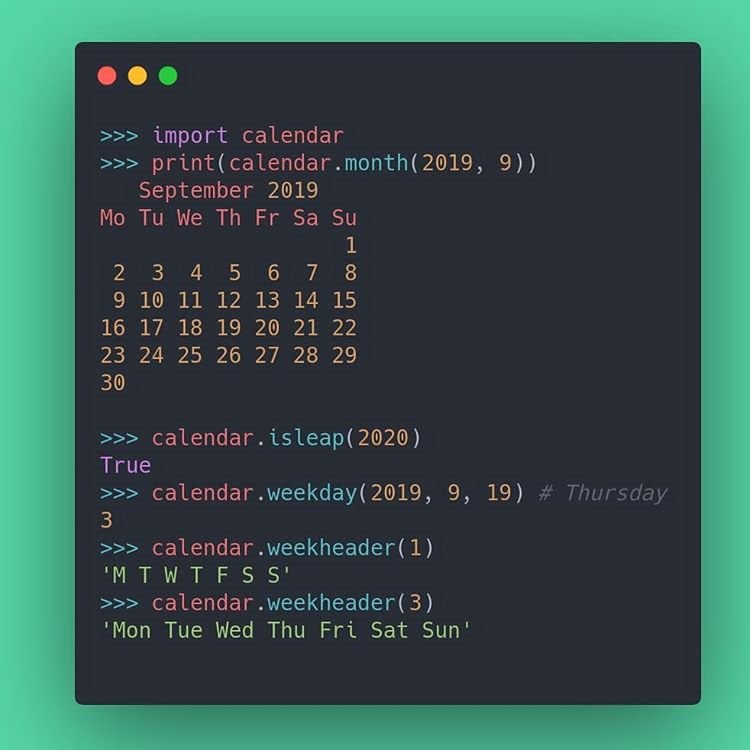 >>> import calendar
>>> print(calendar.month(2019, 9))
   September 2019
Mo Tu We Th Fr Sa Su
                   1
 2  3  4  5  6  7  8
 9 10 11 12 13 14 15
16 17 18 19 20 21 22
23 24 25 26 27 28 29
30
>>> calendar.isleap(2020)
True
>>> calendar.weekday(2019, 9, 19) # Thursday
3
>>> calendar.weekheader(1)
'M T W T F S S'
>>> calendar.weekheader(3)
'Mon Tue Wed Thu Fri Sat Sun'